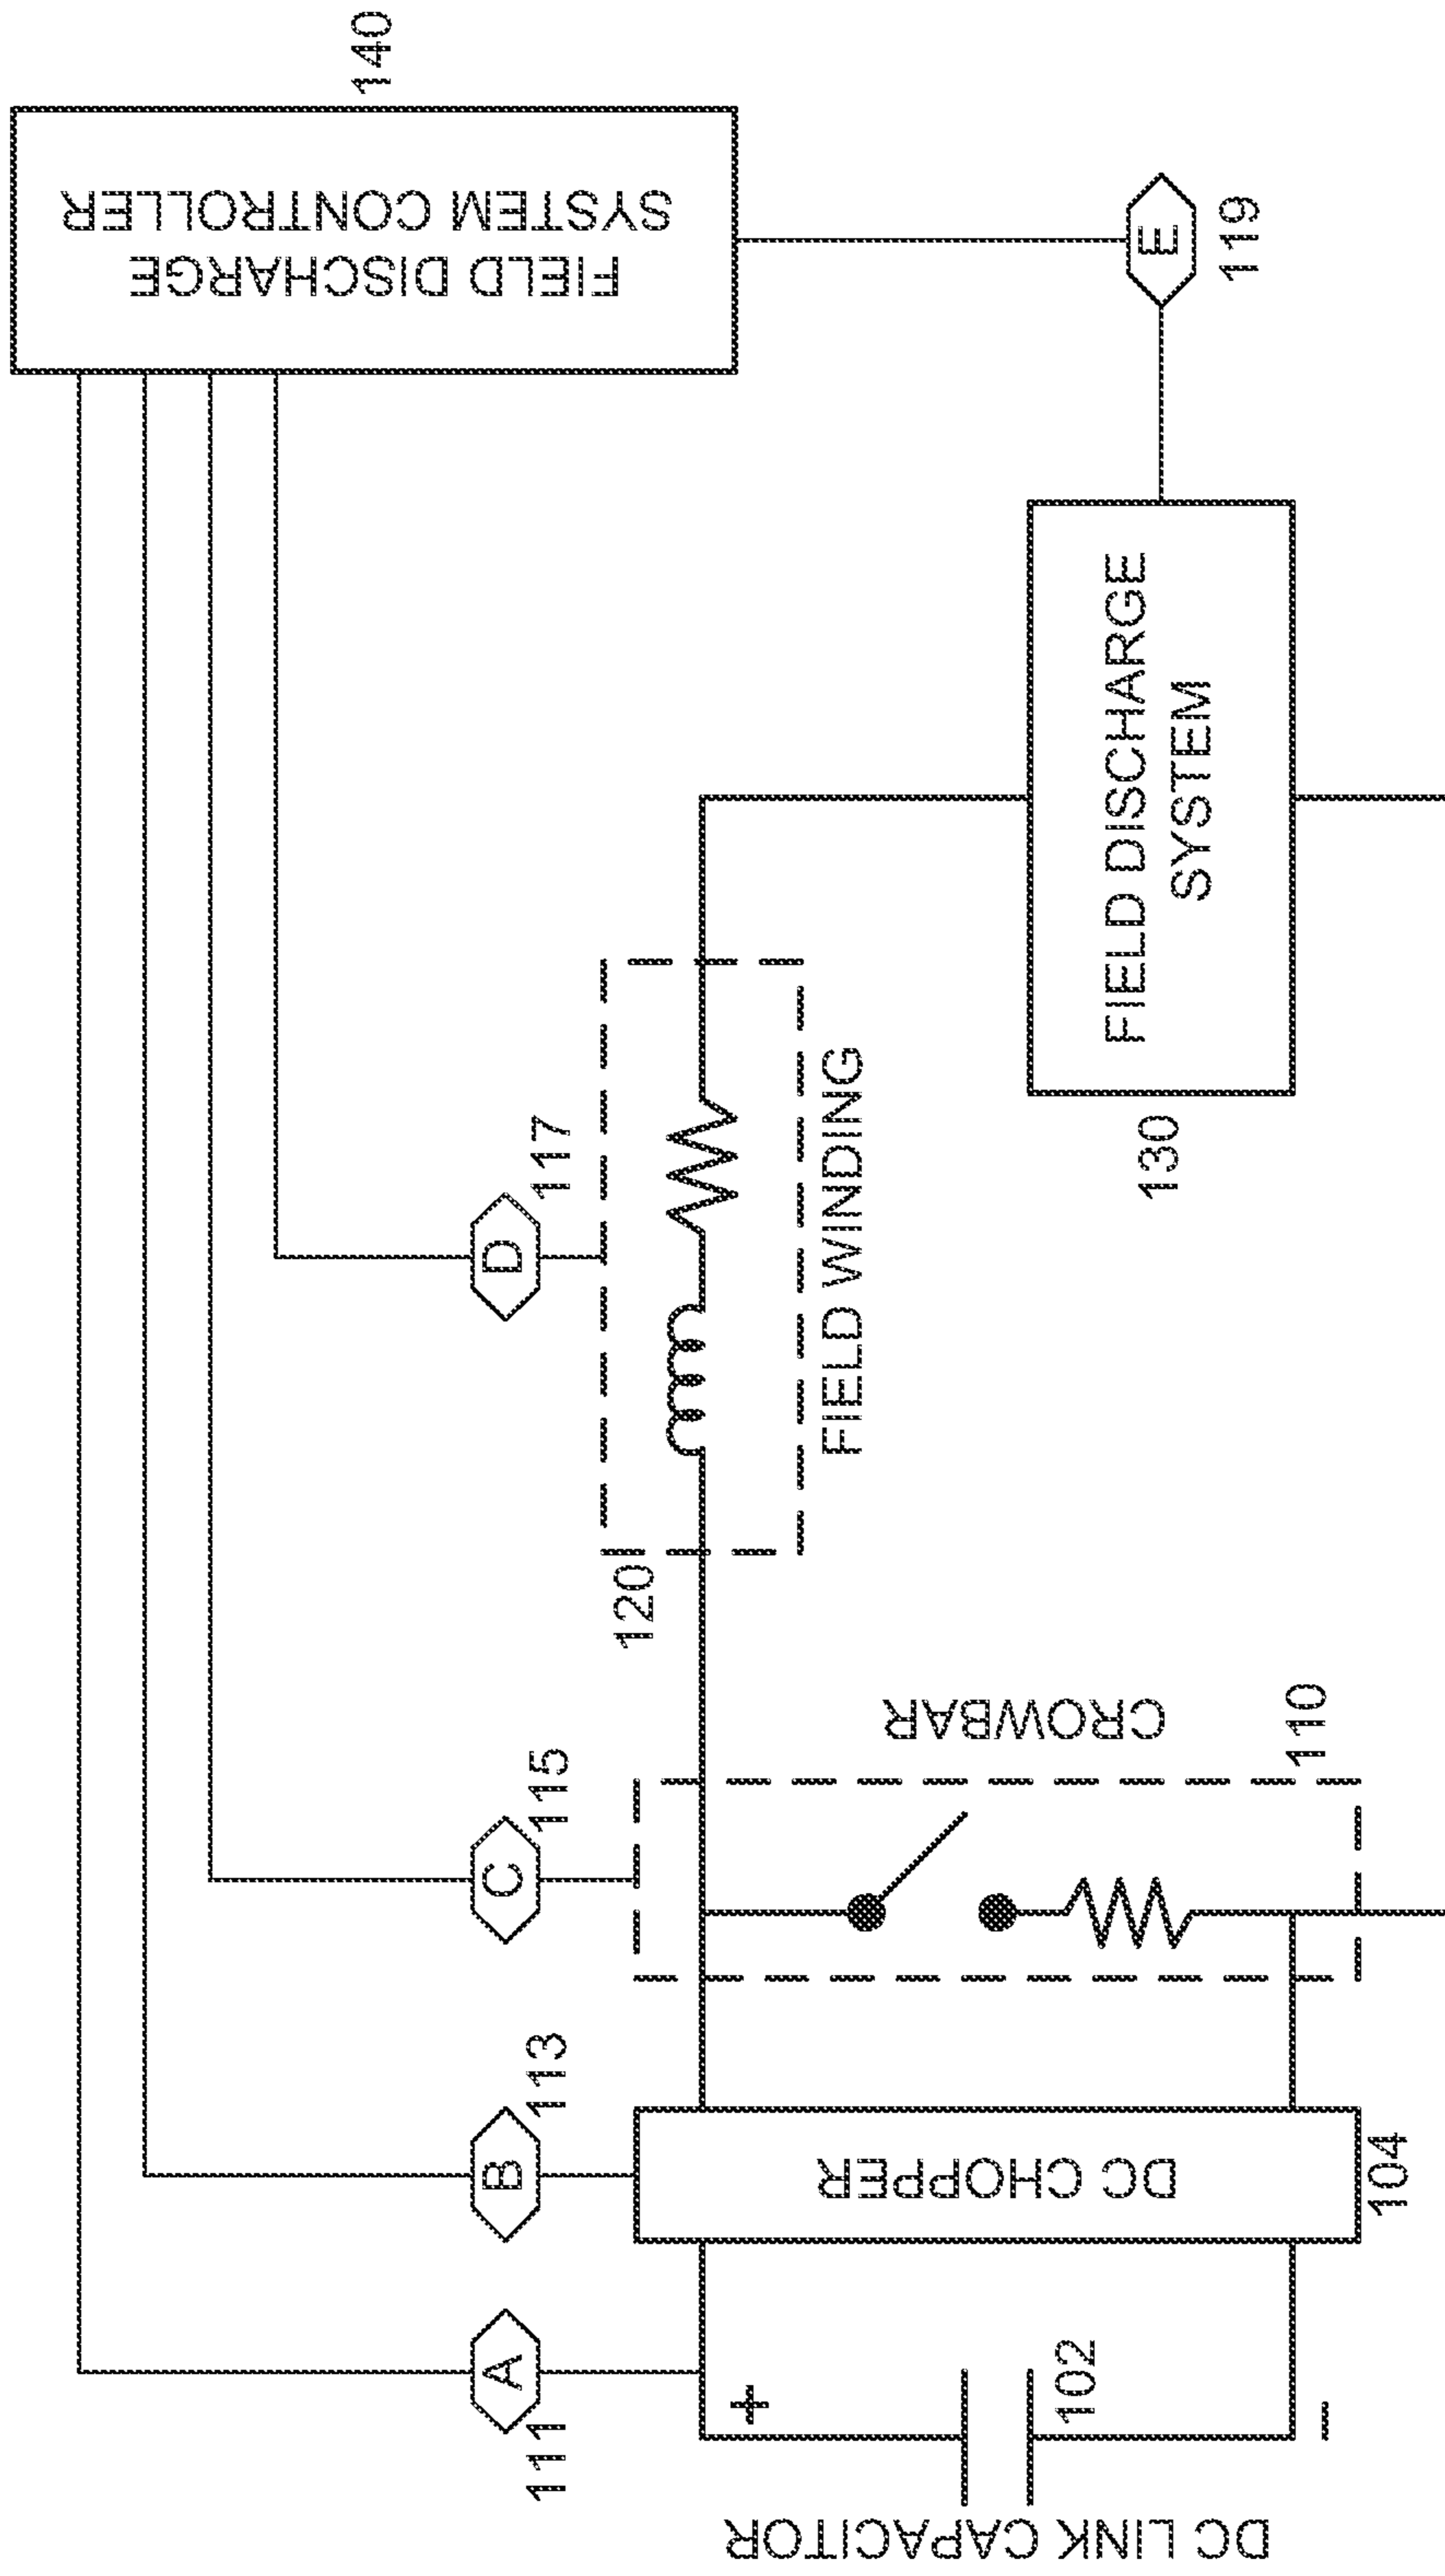 FIELD DISCHARGE
SYSTEM CONTROLLER
140
A
111
B
113
C
115
D
117
E
119
DC LINK CAPACITOR
+
102
−
DC CHOPPER
104
CROWBAR
110
120
FIELD WINDING
FIELD DISCHARGE
SYSTEM
130